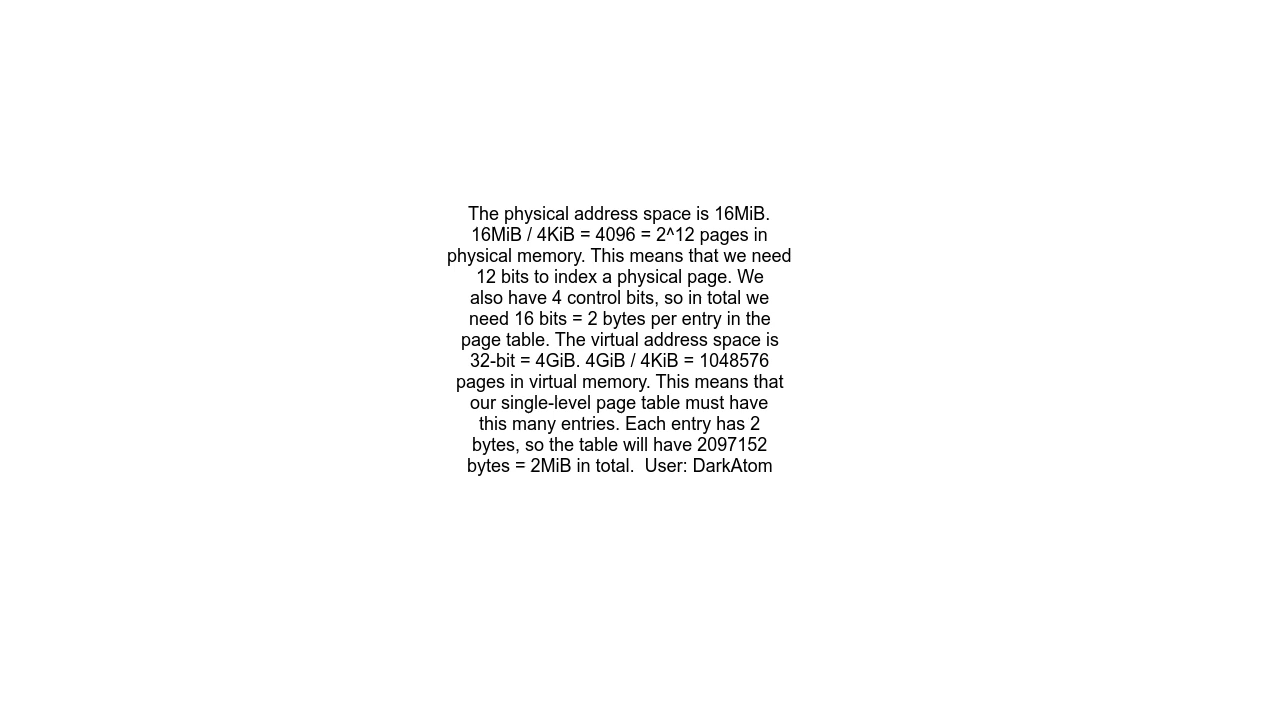 The physical address space is 16MiB.
16MiB / 4KiB = 4096 = 2^12 pages in
physical memory. This means that we need
12 bits to index a physical page. We
also have 4 control bits, so in total we
need 16 bits = 2 bytes per entry in the
page table. The virtual address space is
32-bit = 4GiB. 4GiB / 4KiB = 1048576
pages in virtual memory. This means that
our single-level page table must have
this many entries. Each entry has 2
bytes, so the table will have 2097152
bytes = 2MiB in total.  User: DarkAtom